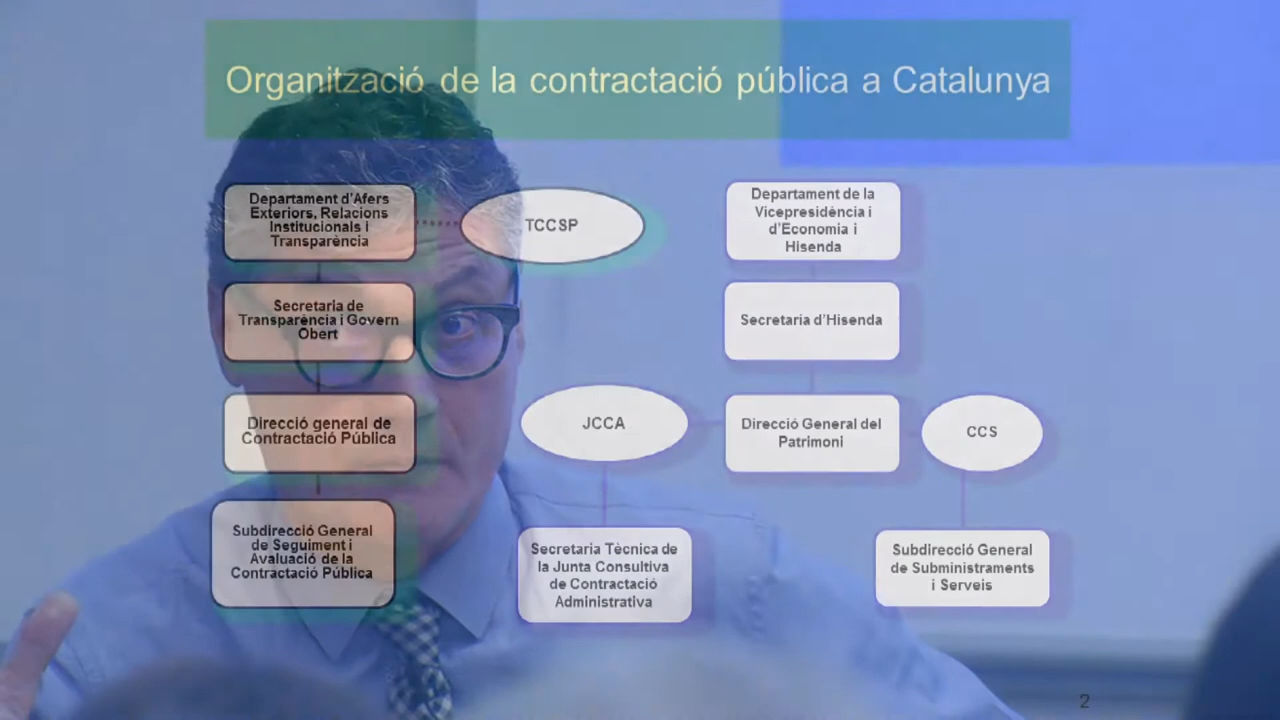 Organització de la contractació pública a Catalunya
Departament d'Afers
Exteriors, Relacions
Institucionals i
Transparència
TCCSP
Departament de la
Vicepresidència i
d'Economia i
Hisenda
Secretaria de
Transparència i Govern
Obert
Secretaria d'Hisenda
Direcció general de
Contractació Pública
JCCA
Direcció General del
Patrimoni
CCS
Subdirecció General
de Seguiment i
Avaluació de la
Contractació Pública
Secretaria Tècnica de
la Junta Consultiva
de Contractació
Administrativa
Subdirecció General
de Subministraments
i Serveis
2